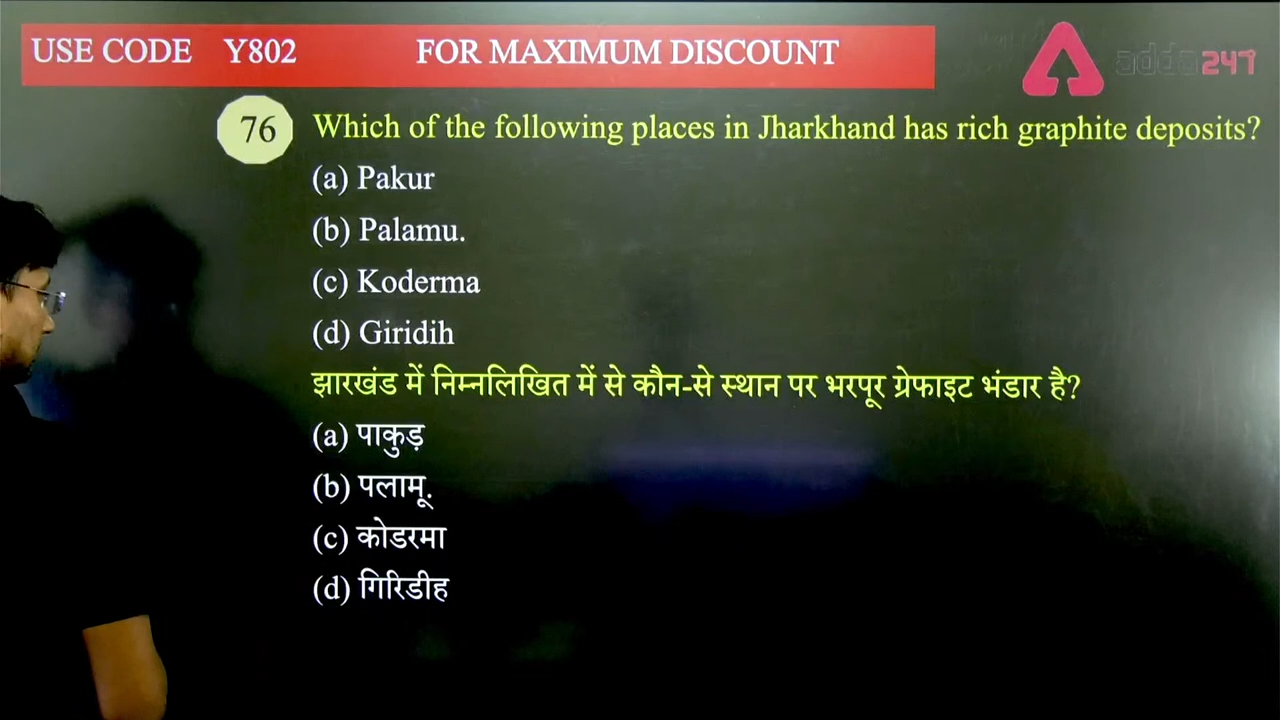 USE CODE Y802 FOR MAXIMUM DISCOUNT
adda247
76 Which of the following places in Jharkhand has rich graphite deposits?
(a) Pakur
(b) Palamu.
(c) Koderma
(d) Giridih
झारखंड में निम्नलिखित में से कौन-से स्थान पर भरपूर ग्रेफाइट भंडार है?
(a) पाकुड़
(b) पलामू.
(c) कोडरमा
(d) गिरिडीह